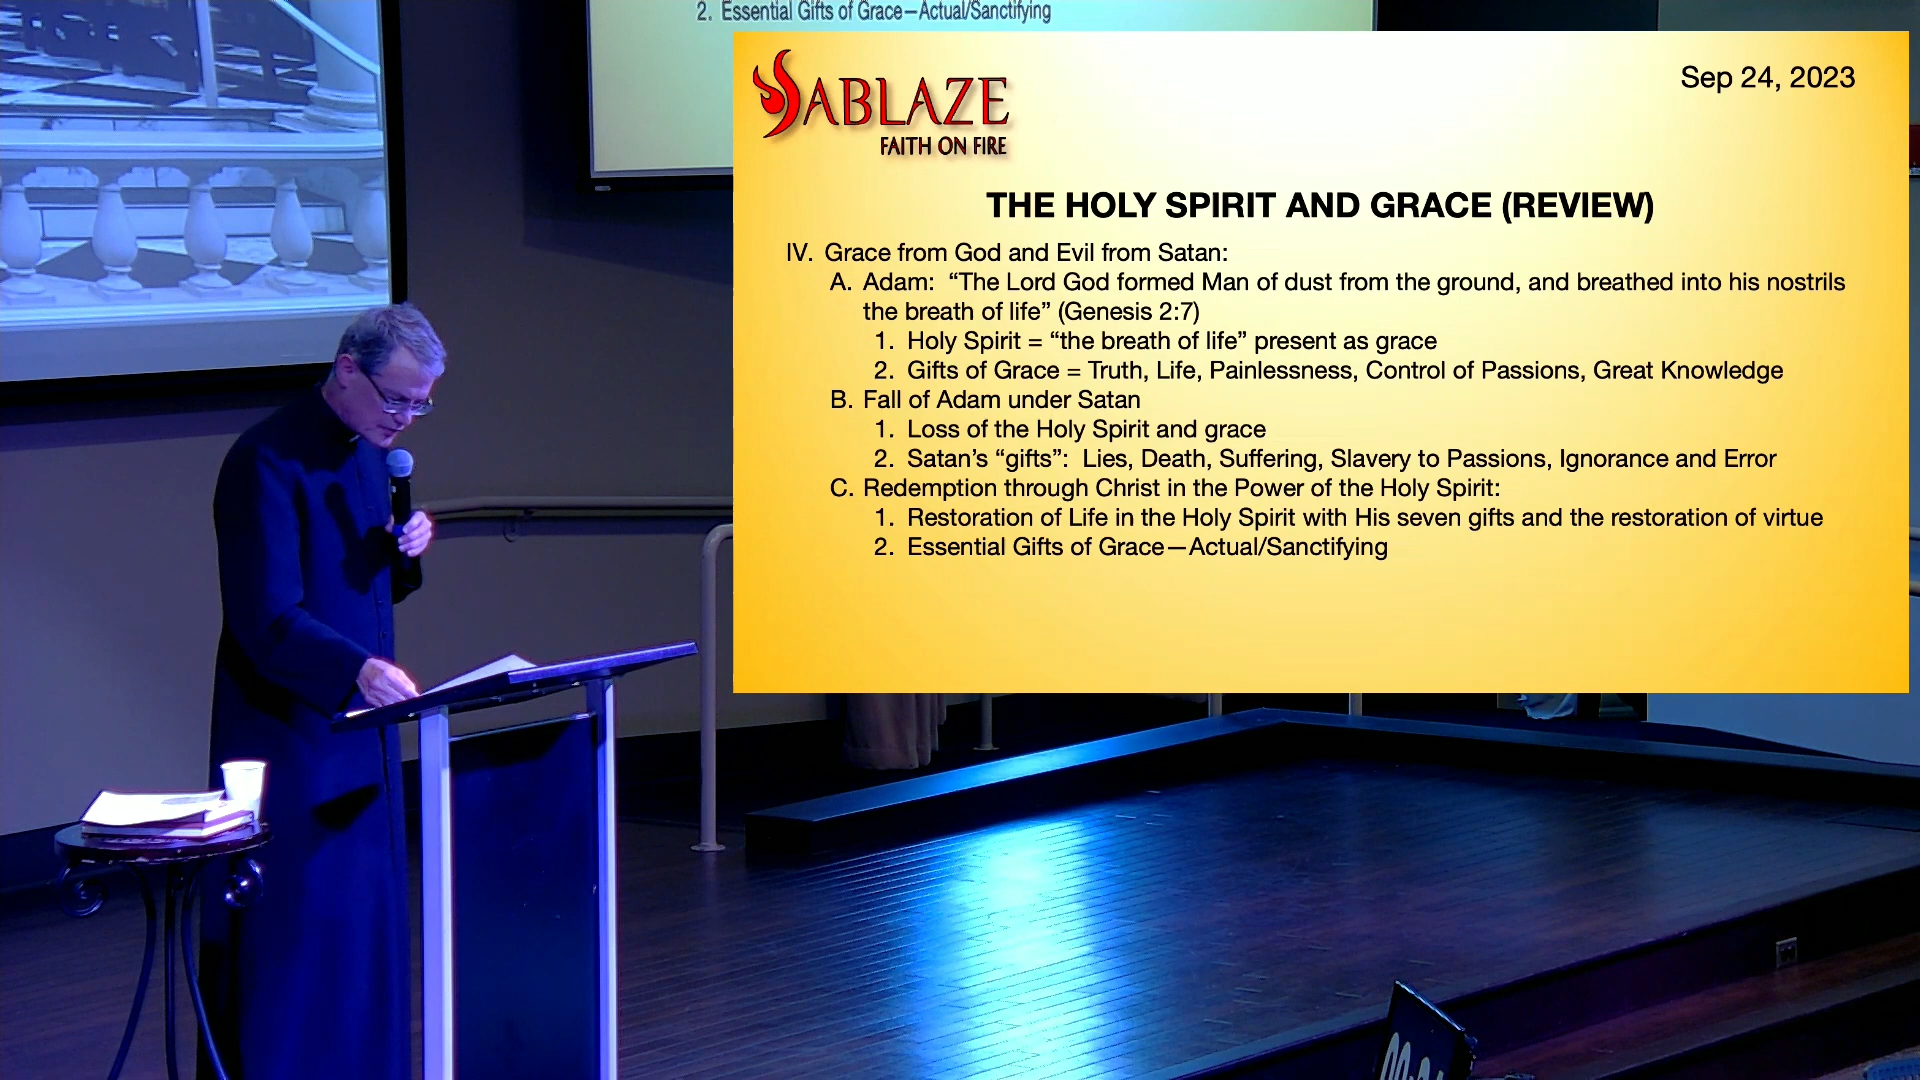 2. Essential Gifts of Grace—Actual/Sanctifying
ABLAZE
FAITH ON FIRE
Sep 24, 2023
THE HOLY SPIRIT AND GRACE (REVIEW)
IV. Grace from God and Evil from Satan:
A. Adam: “The Lord God formed Man of dust from the ground, and breathed into his nostrils
the breath of life” (Genesis 2:7)
1. Holy Spirit = “the breath of life” present as grace
2. Gifts of Grace = Truth, Life, Painlessness, Control of Passions, Great Knowledge
B. Fall of Adam under Satan
1. Loss of the Holy Spirit and grace
2. Satan’s “gifts”: Lies, Death, Suffering, Slavery to Passions, Ignorance and Error
C. Redemption through Christ in the Power of the Holy Spirit:
1. Restoration of Life in the Holy Spirit with His seven gifts and the restoration of virtue
2. Essential Gifts of Grace—Actual/Sanctifying